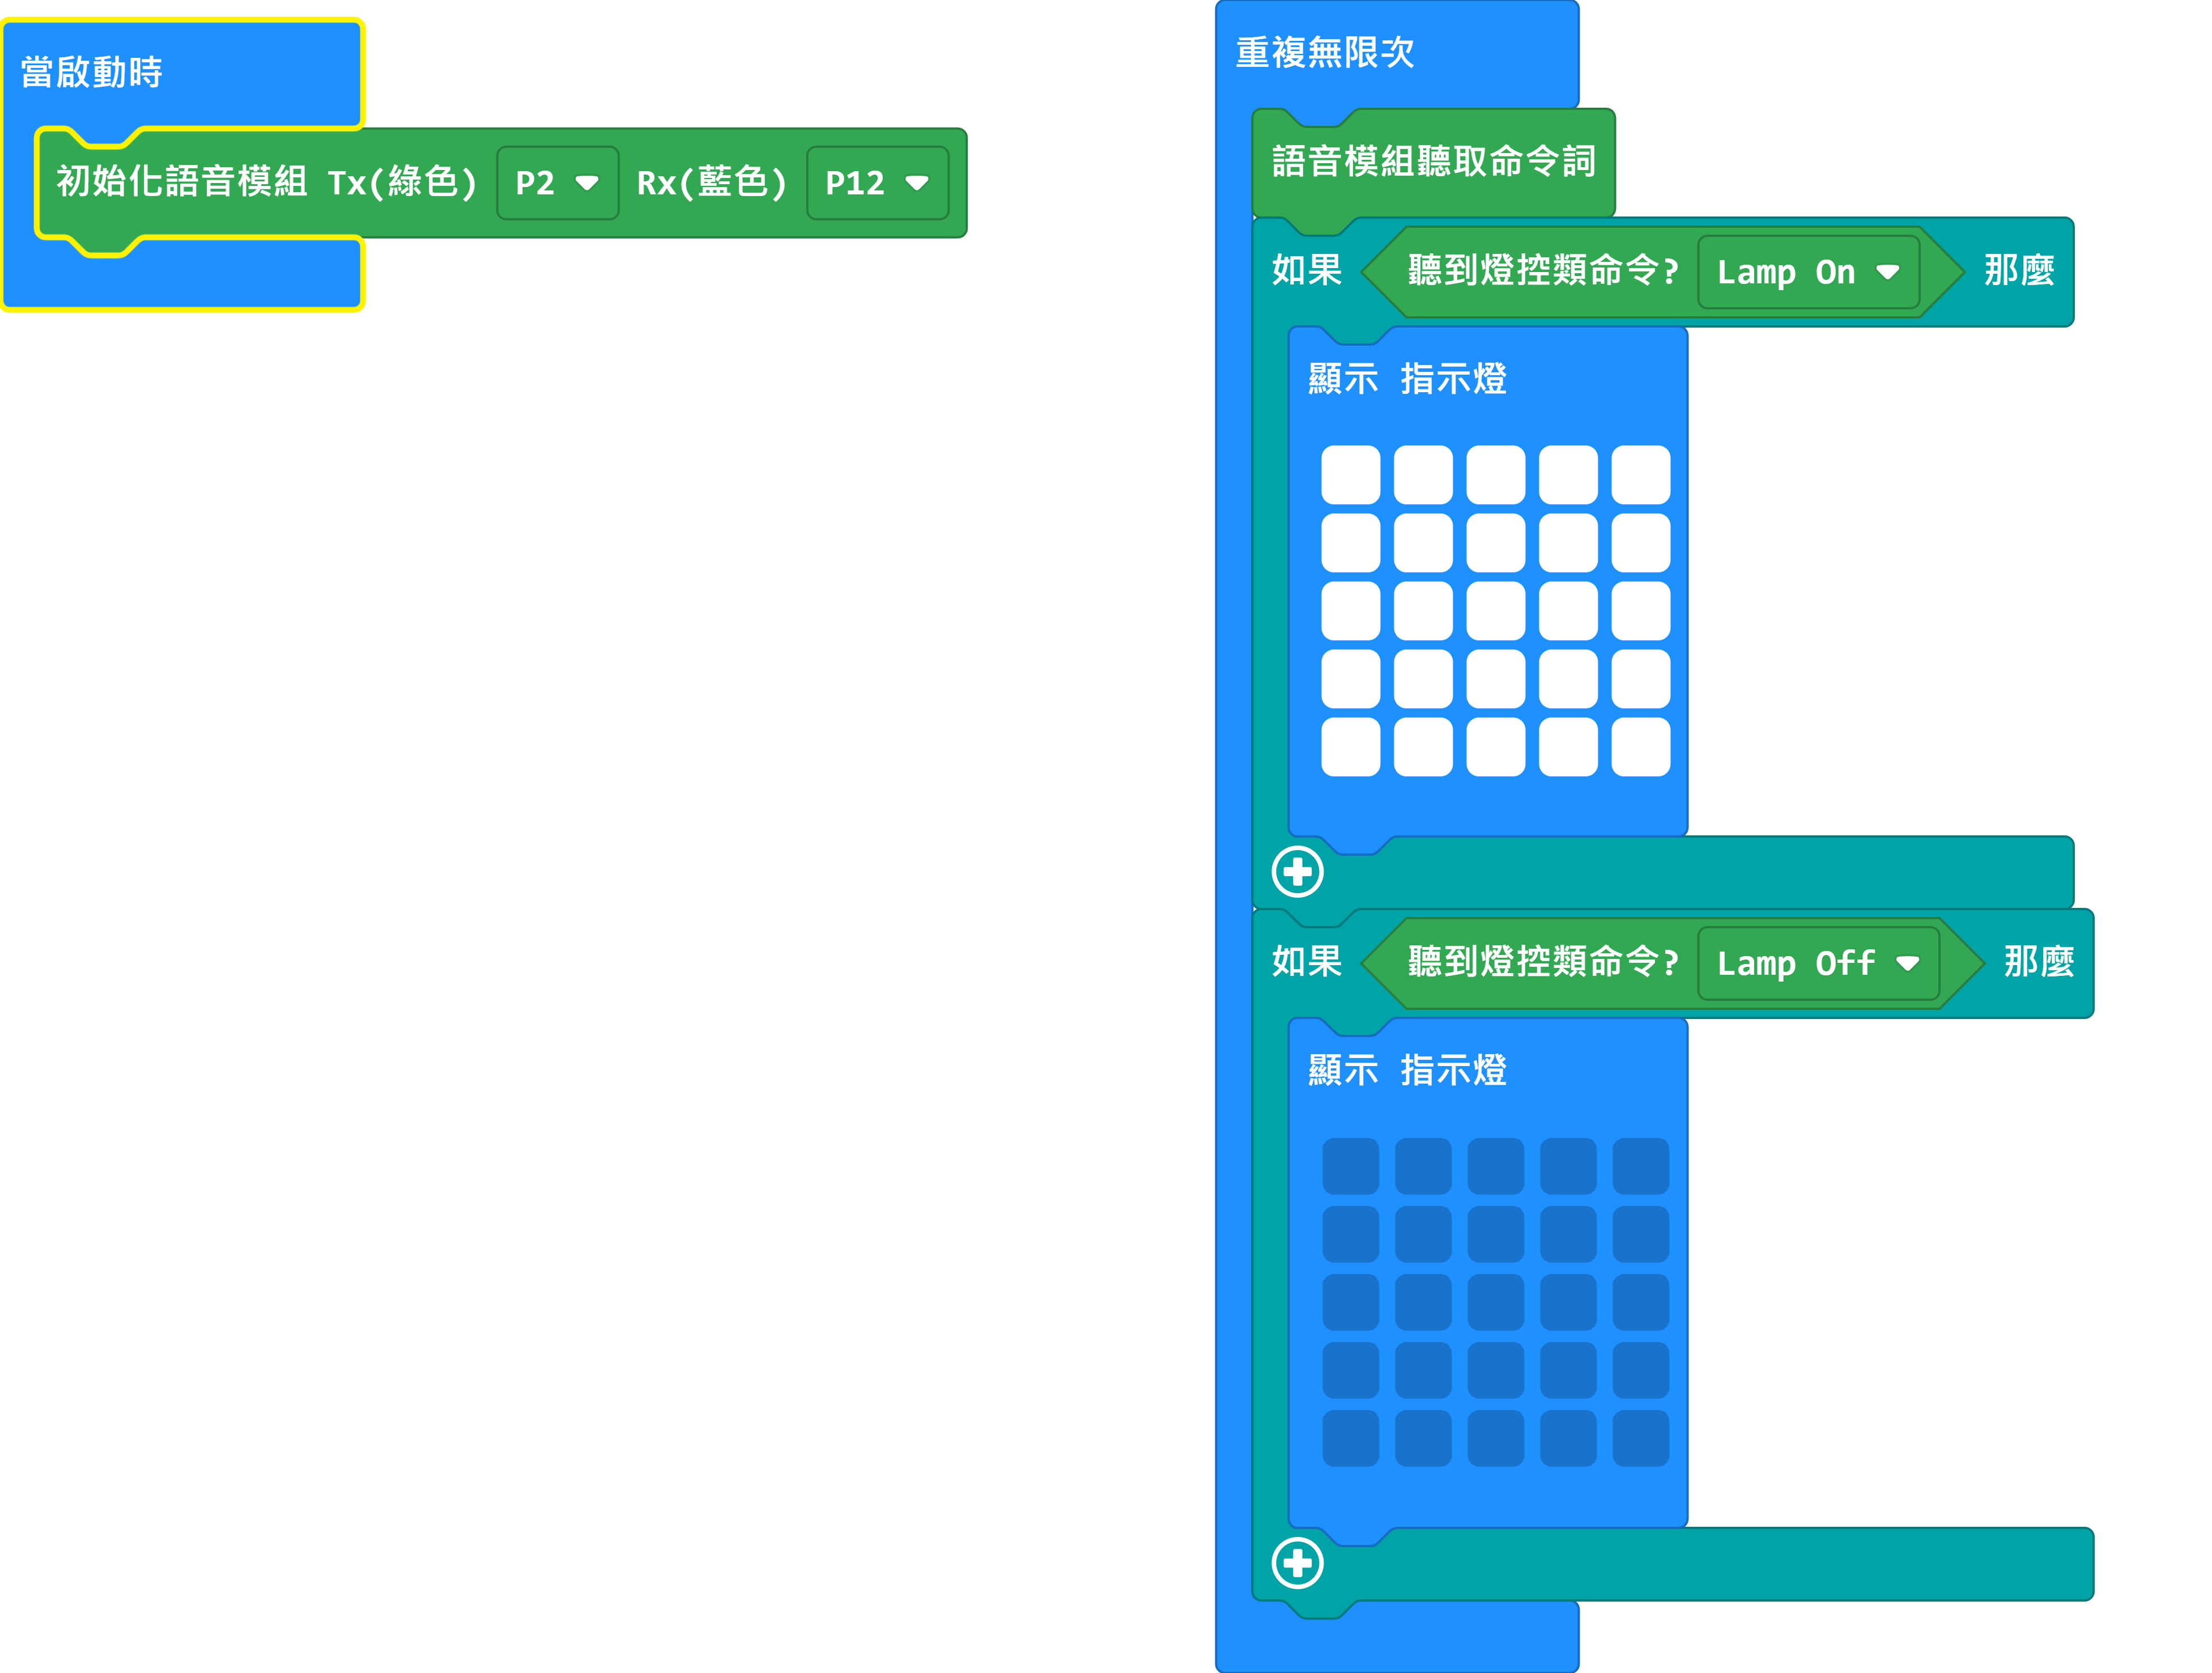 當啟動時
初始化語音模組 Tx(綠色) P2 Rx(藍色) P12
重複無限次
語音模組聽取命令詞
如果 聽到燈控類命令? Lamp On 那麼
顯示 指示燈
如果 聽到燈控類命令? Lamp Off 那麼
顯示 指示燈